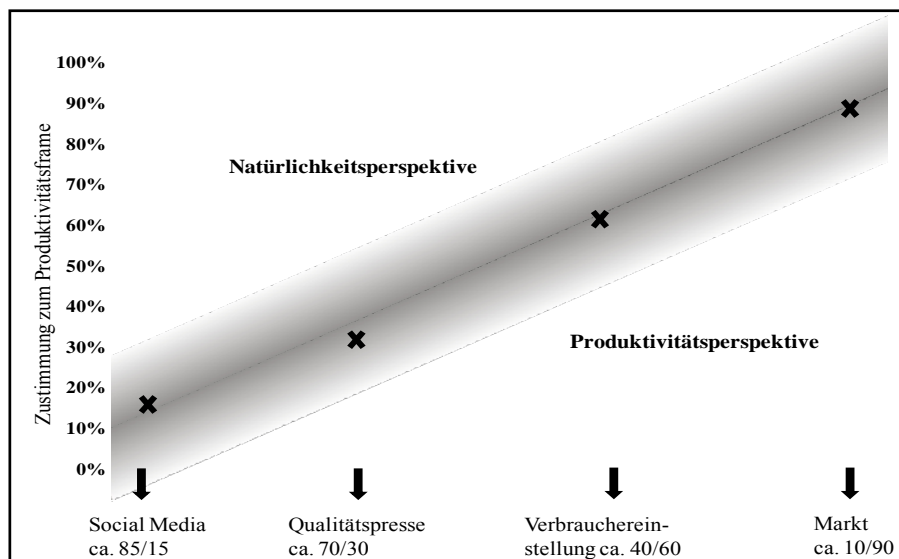 Zustimmung zum Produktivitätsframe
100%
90%
80%
70%
60%
50%
40%
30%
20%
10%
0%
Natürlichkeitsperspektive
Produktivitätsperspektive
Social Media
ca. 85/15
Qualitätspresse
ca. 70/30
Verbraucherein-
stellung ca. 40/60
Markt
ca. 10/90